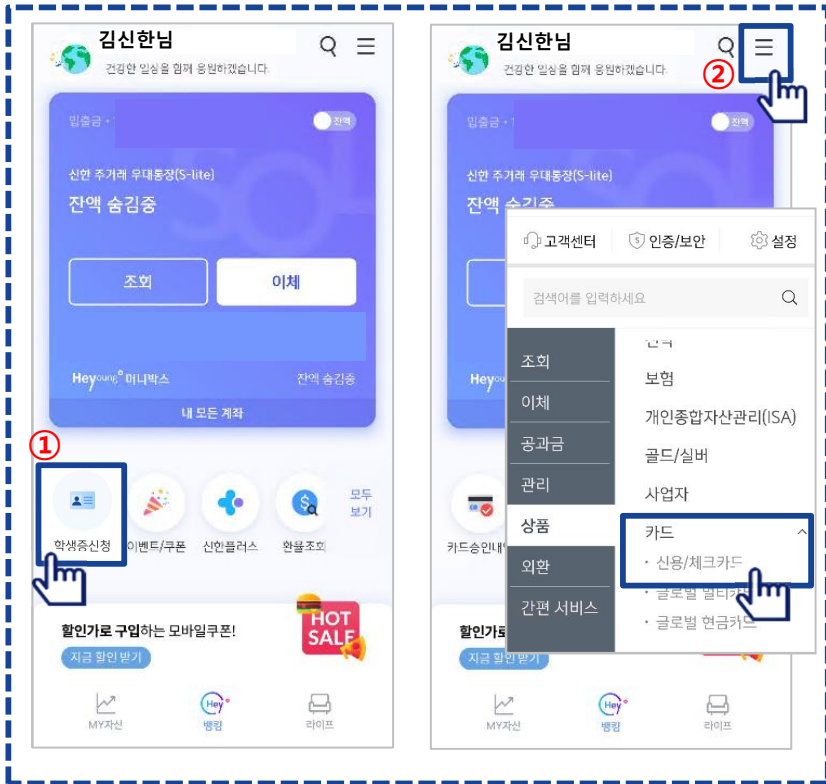 김신한님
건강한 일상을 함께 응원하겠습니다.
입출금 ·
잔액
신한 주거래 우대통장(S-lite)
잔액 숨김중
조회
이체
Heyoung 머니박스
잔액 숨김중
내 모든 계좌
①
학생증신청
이벤트/쿠폰
신한플러스
환율조회
모두
보기
할인가로 구입하는 모바일쿠폰!
지금 할인 받기
HOT
SALE
MY자산
Hey
뱅킹
라이프
김신한님
건강한 일상을 함께 응원하겠습니다.
②
입출금 ·
잔액
신한 주거래 우대통장(S-lite)
잔액 숨김중
고객센터
인증/보안
설정
검색어를 입력하세요
조회
이체
공과금
관리
상품
외환
간편 서비스
보험
개인종합자산관리(ISA)
골드/실버
사업자
카드
· 신용/체크카드
· 글로벌 멀티카드
· 글로벌 현금카드
Heyou
카드승인내
할인가로
지금 할인 받기
MY자산
Hey
뱅킹
라이프